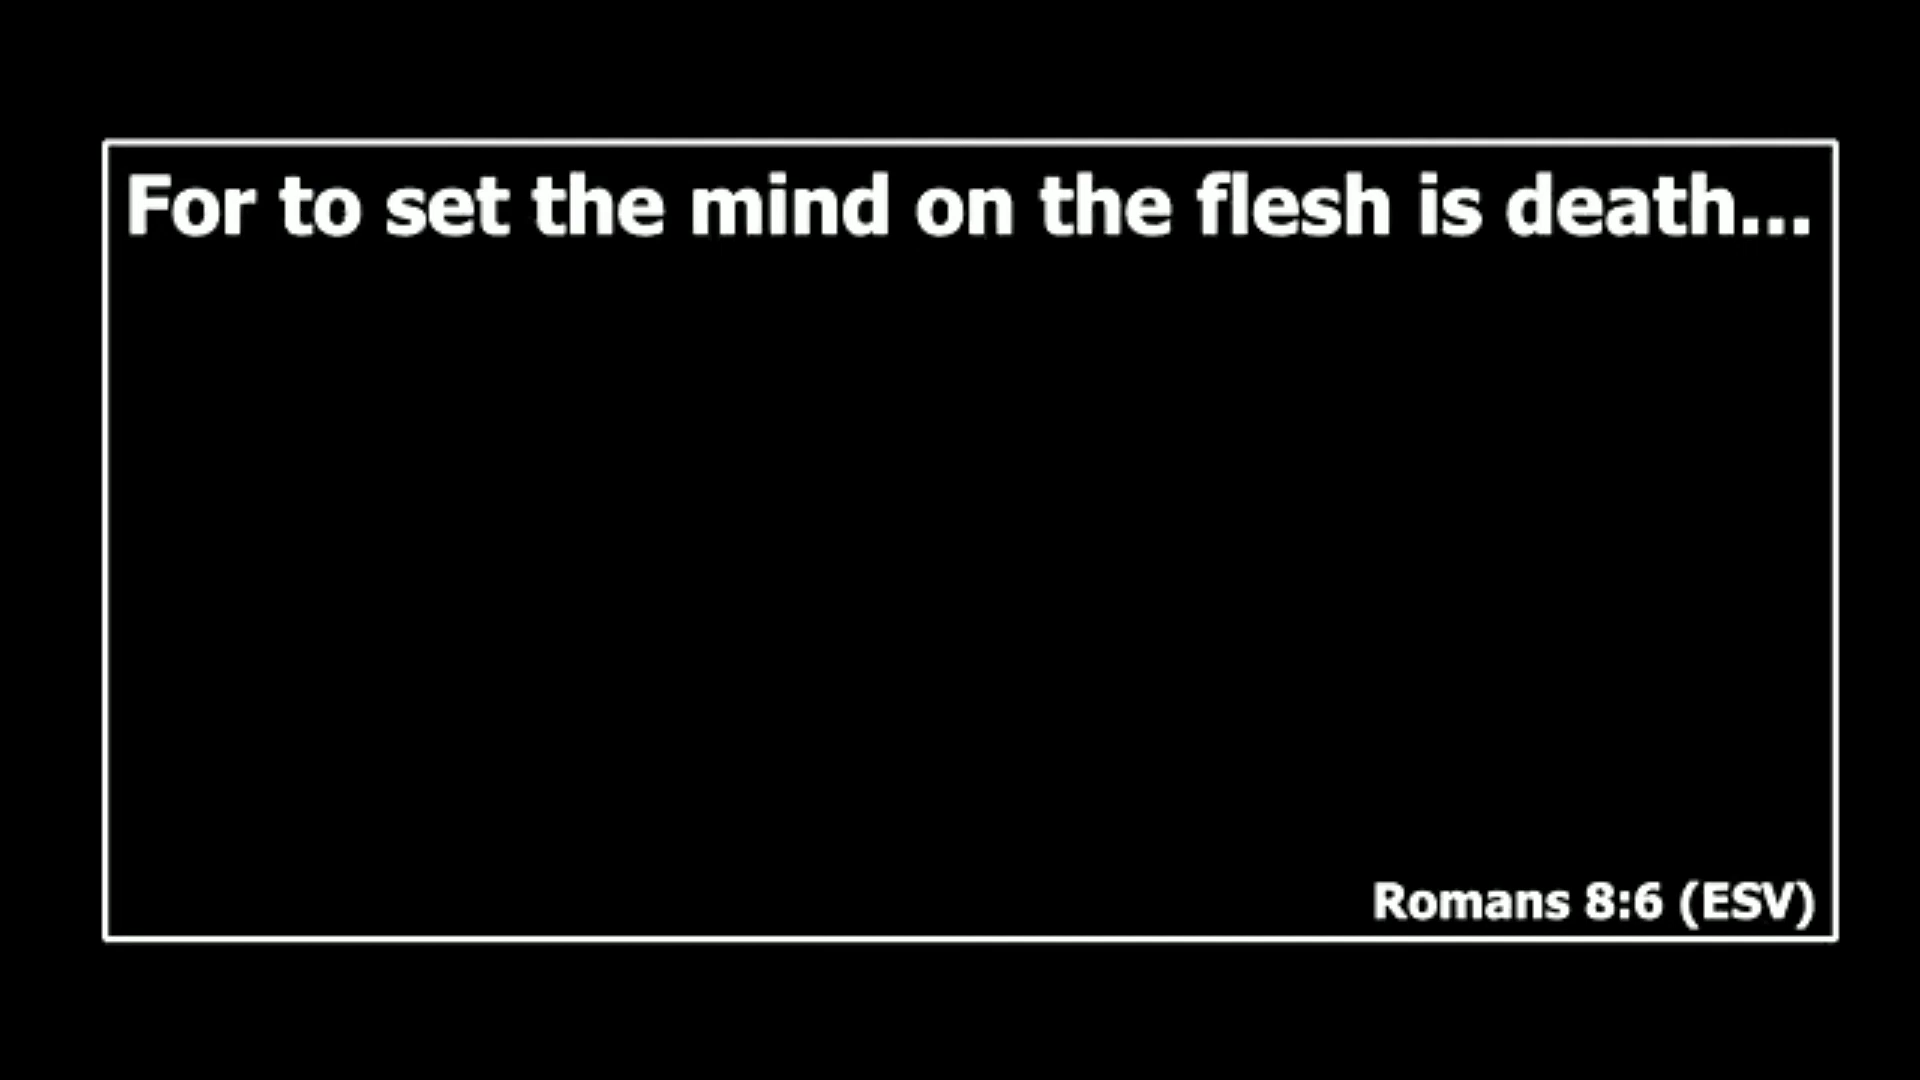 For to set the mind on the flesh is death...
Romans 8:6 (ESV)